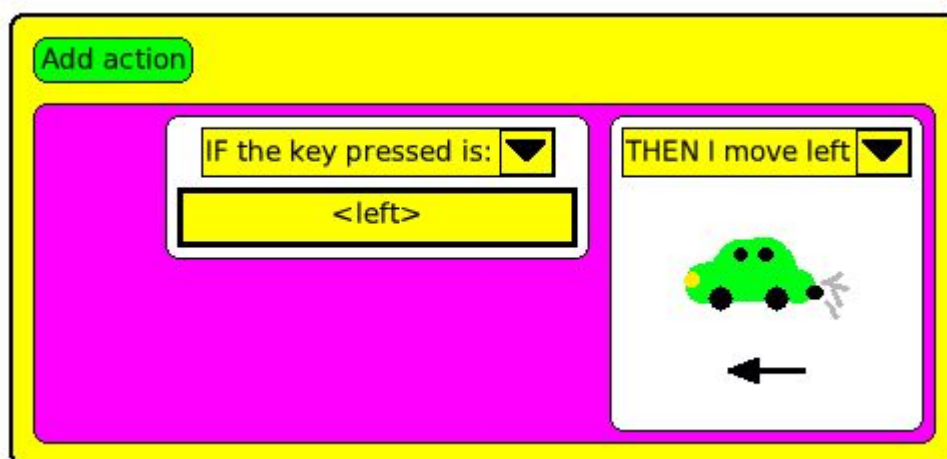 Add action
IF the key pressed is:
THEN I move left
<left>